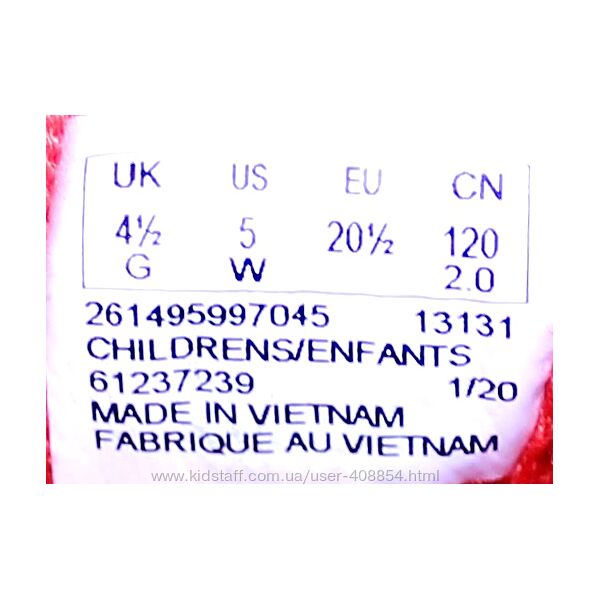 UK US EU CN
4½ 5 20½ 120
G W 2.0
261495997045 13131
CHILDRENS/ENFANTS
61237239 1/20
MADE IN VIETNAM
FABRIQUE AU VIETNAM
www.kidstaff.com.ua/user-408854.html